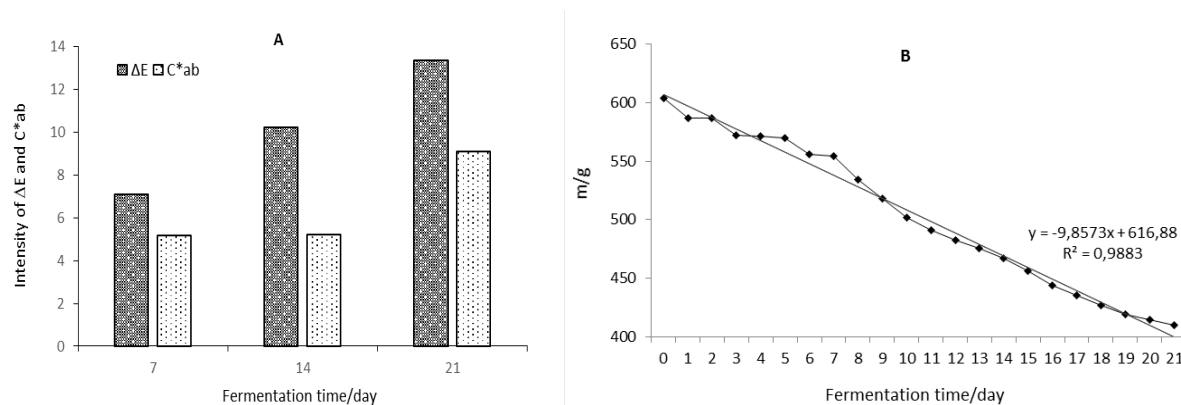 A
ΔE C*ab
Intensity of ΔE and C*ab
14
12
10
8
6
4
2
0
7 14 21
Fermentation time/day
B
m/g
650
600
550
500
450
400
y = -9,8573x + 616,88
R² = 0,9883
0 1 2 3 4 5 6 7 8 9 10 11 12 13 14 15 16 17 18 19 20 21
Fermentation time/day